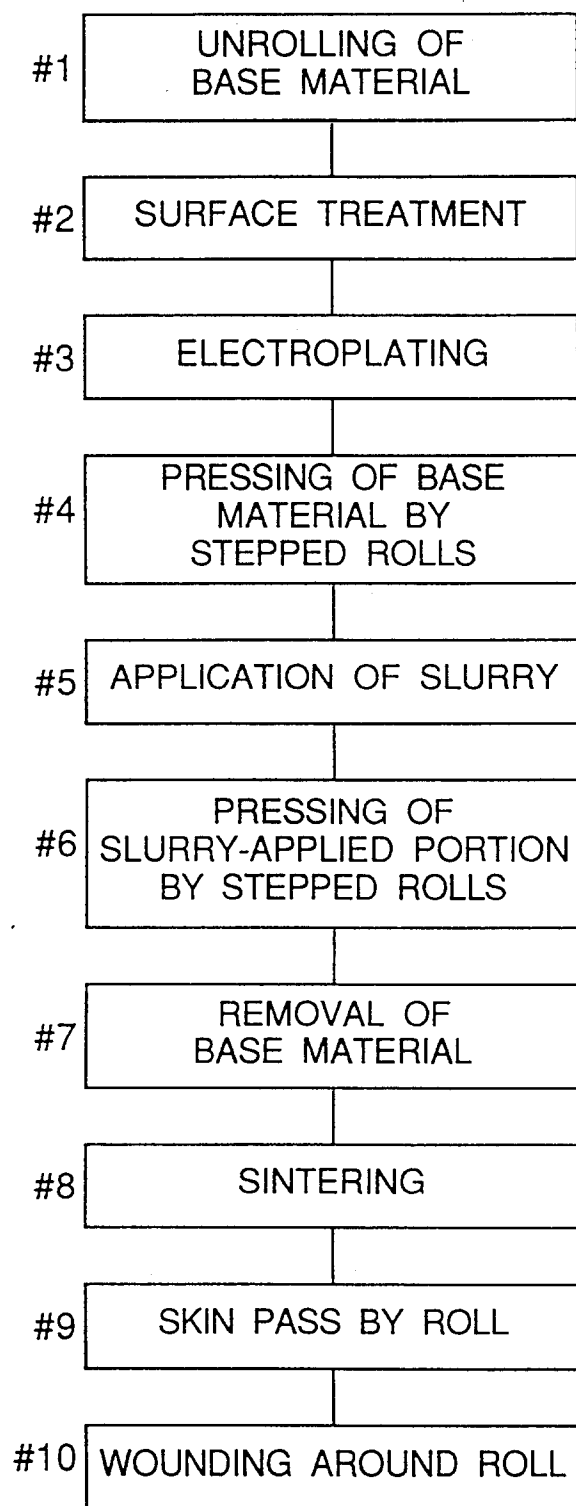 #1
UNROLLING OF
BASE MATERIAL
#2
SURFACE TREATMENT
#3
ELECTROPLATING
#4
PRESSING OF BASE
MATERIAL BY
STEPPED ROLLS
#5
APPLICATION OF SLURRY
#6
PRESSING OF
SLURRY-APPLIED PORTION
BY STEPPED ROLLS
#7
REMOVAL OF
BASE MATERIAL
#8
SINTERING
#9
SKIN PASS BY ROLL
#10
WOUNDING AROUND ROLL